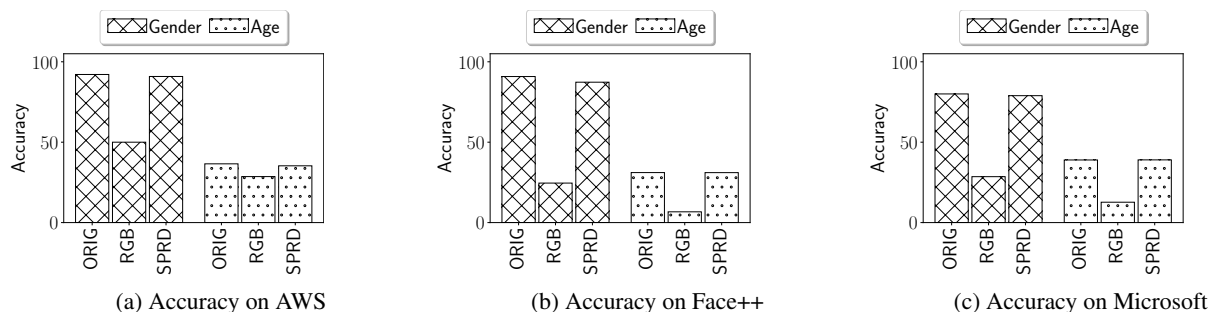 Gender Age
Accuracy
100
50
0
ORIG RGB SPRD ORIG RGB SPRD
(a) Accuracy on AWS
Gender Age
Accuracy
100
50
0
ORIG RGB SPRD ORIG RGB SPRD
(b) Accuracy on Face++
Gender Age
Accuracy
100
50
0
ORIG RGB SPRD ORIG RGB SPRD
(c) Accuracy on Microsoft